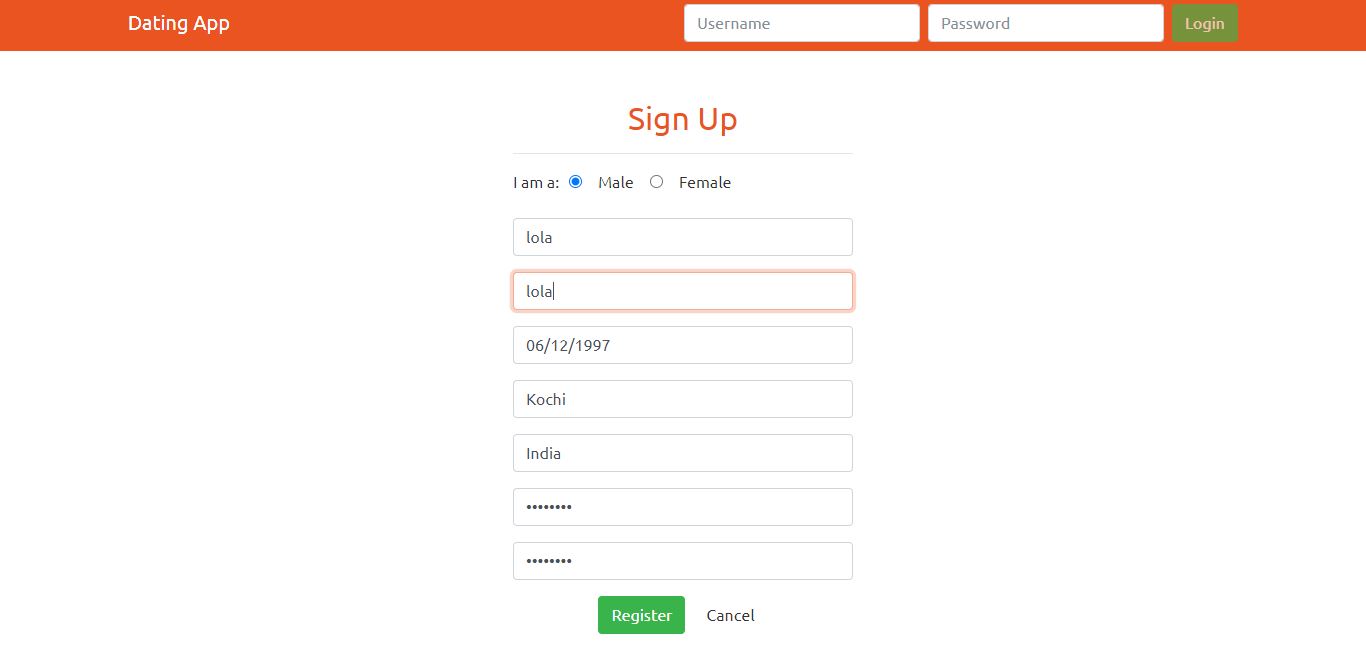 Dating App Username Password Login
Sign Up
I am a: Male Female
lola
lola
06/12/1997
Kochi
India
••••••••
••••••••
Register Cancel